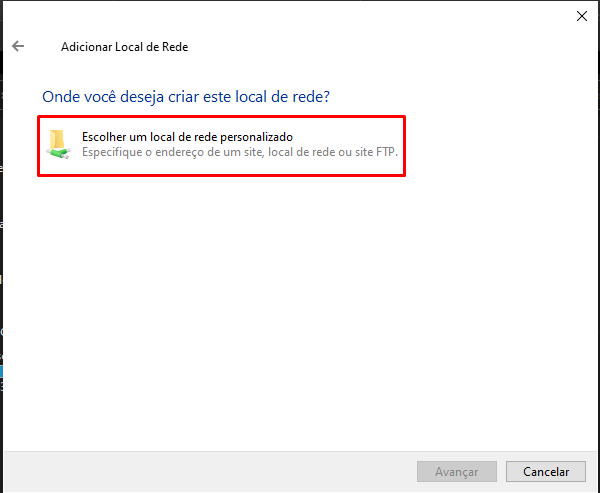 Adicionar Local de Rede
Onde você deseja criar este local de rede?
Escolher um local de rede personalizado
Especifique o endereço de um site, local de rede ou site FTP.
Avançar
Cancelar